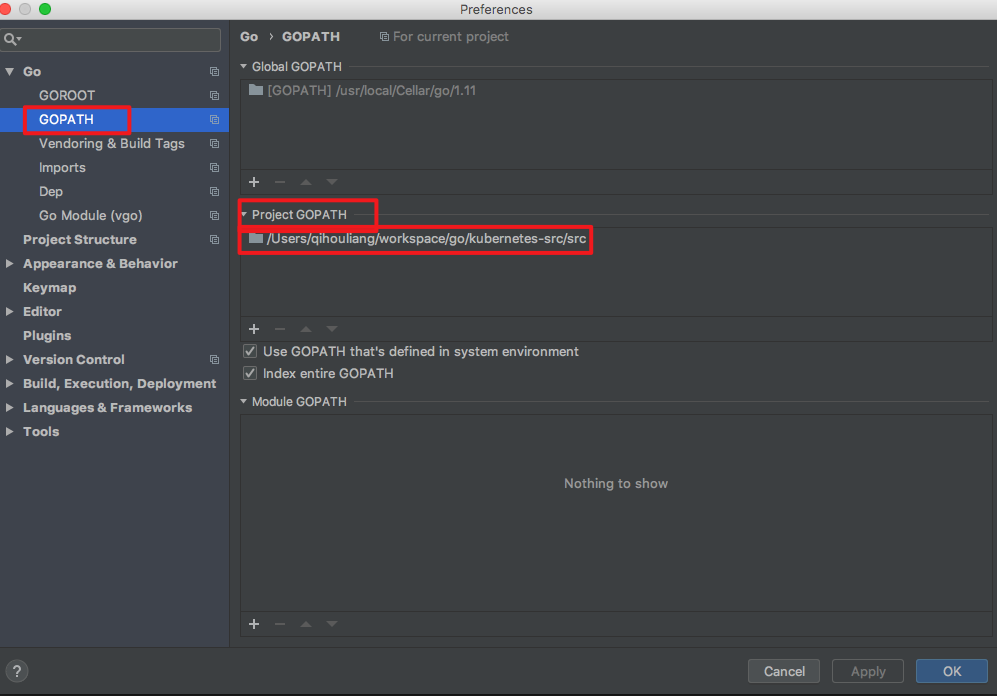 Preferences
Go › GOPATH For current project
Go
GOROOT
GOPATH
Vendoring & Build Tags
Imports
Dep
Go Module (vgo)
Project Structure
Appearance & Behavior
Keymap
Editor
Plugins
Version Control
Build, Execution, Deployment
Languages & Frameworks
Tools
Global GOPATH
[GOPATH] /usr/local/Cellar/go/1.11
Project GOPATH
/Users/qihouliang/workspace/go/kubernetes-src/src
Use GOPATH that's defined in system environment
Index entire GOPATH
Module GOPATH
Nothing to show
?
Cancel
Apply
OK